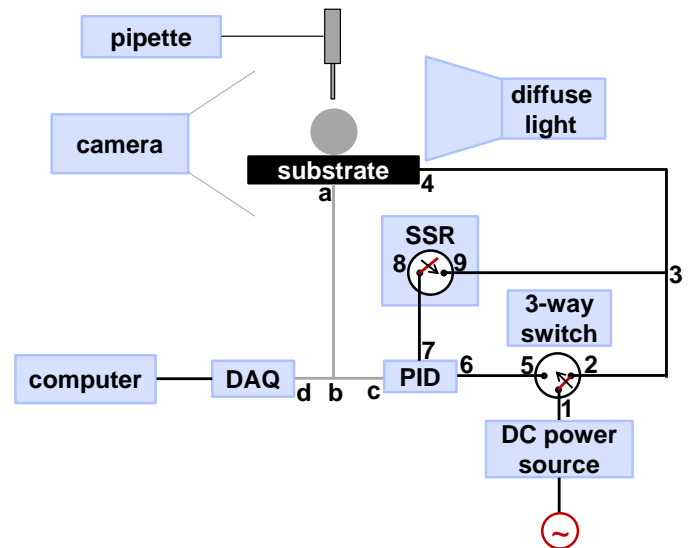 pipette
diffuse
light
camera
substrate
a
4
SSR
8
9
3
3-way
switch
7
computer
DAQ
d
b
c
PID
6
5
2
1
DC power
source
~